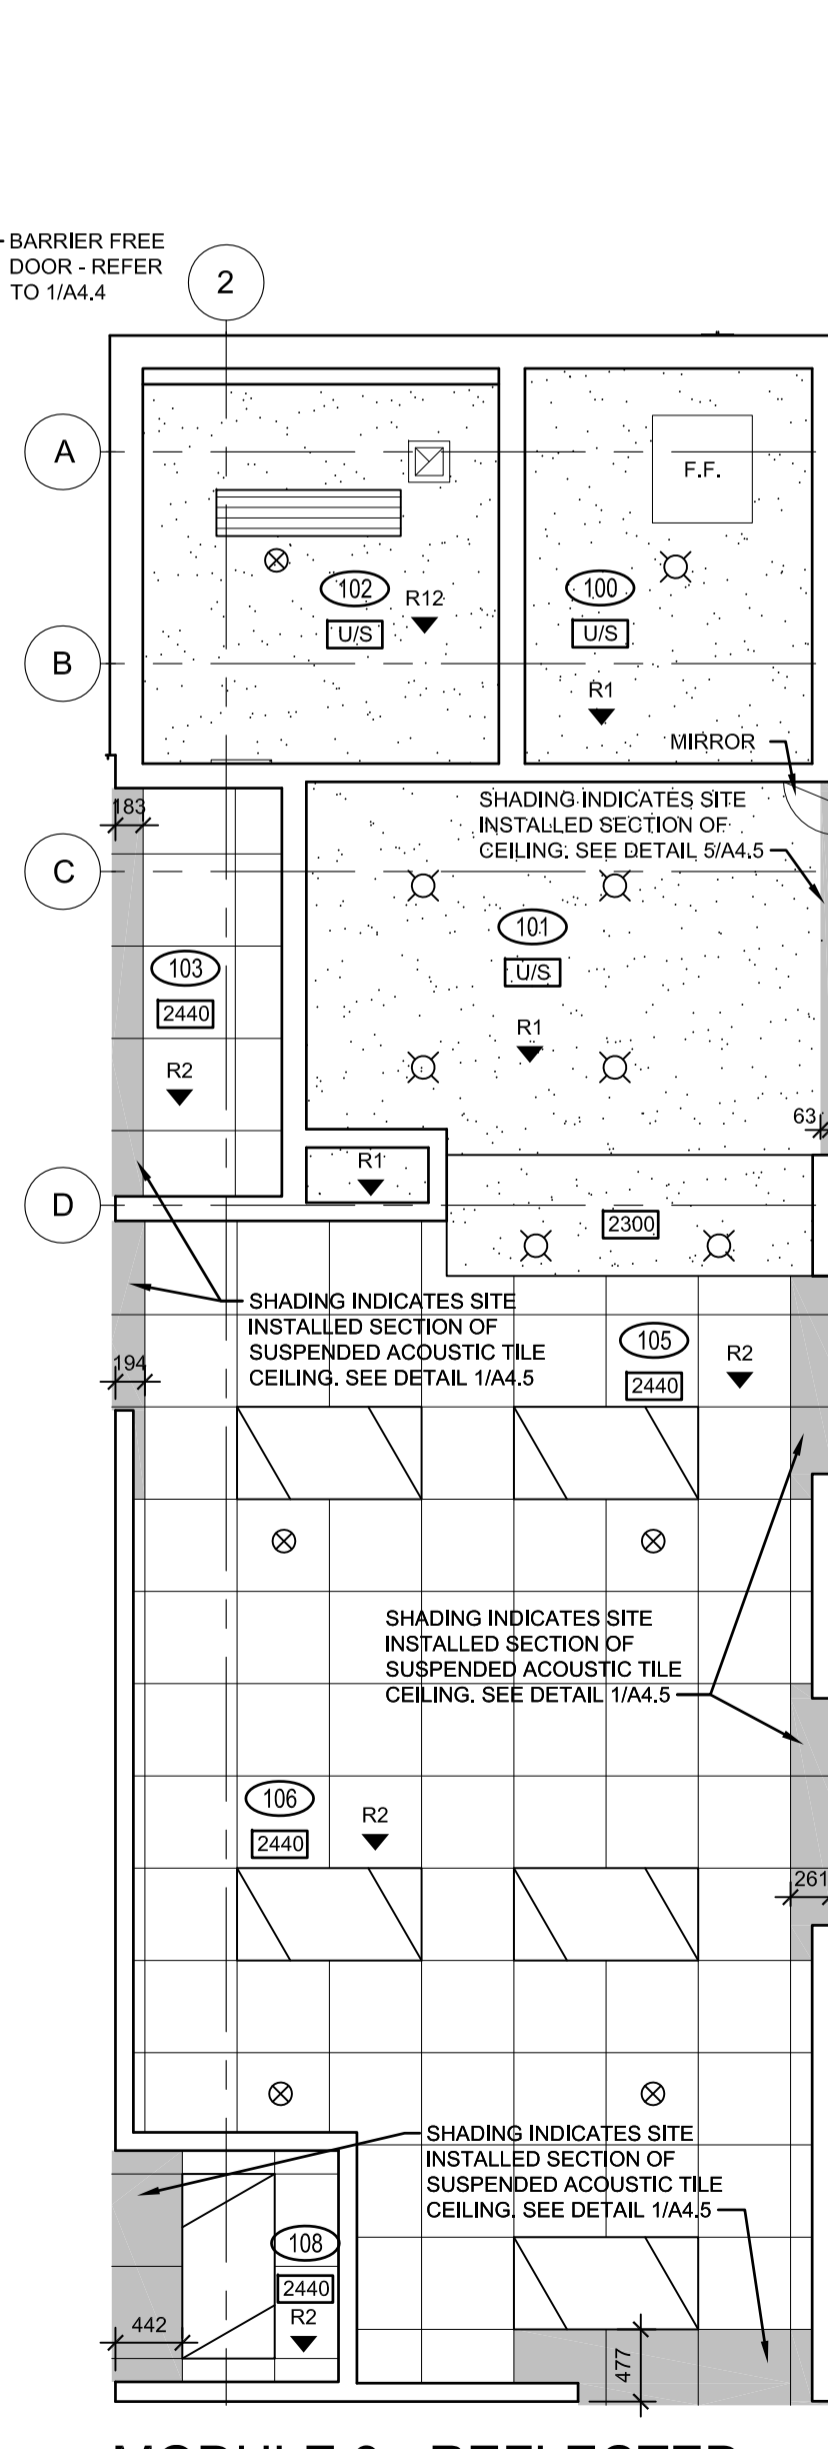 BARRIER FREE
DOOR - REFER
TO 1/A4.4
2
A
F.F.
102
R12
U/S
100
U/S
B
R1
MIRROR
183
SHADING INDICATES SITE
INSTALLED SECTION OF
CEILING. SEE DETAIL 5/A4.5
C
101
U/S
103
2440
R1
R2
63
R1
D
2300
SHADING INDICATES SITE
INSTALLED SECTION OF
SUSPENDED ACOUSTIC TILE
CEILING. SEE DETAIL 1/A4.5
194
105
2440
R2
SHADING INDICATES SITE
INSTALLED SECTION OF
SUSPENDED ACOUSTIC TILE
CEILING. SEE DETAIL 1/A4.5
106
2440
R2
261
SHADING INDICATES SITE
INSTALLED SECTION OF
SUSPENDED ACOUSTIC TILE
CEILING. SEE DETAIL 1/A4.5
108
2440
R2
442
477